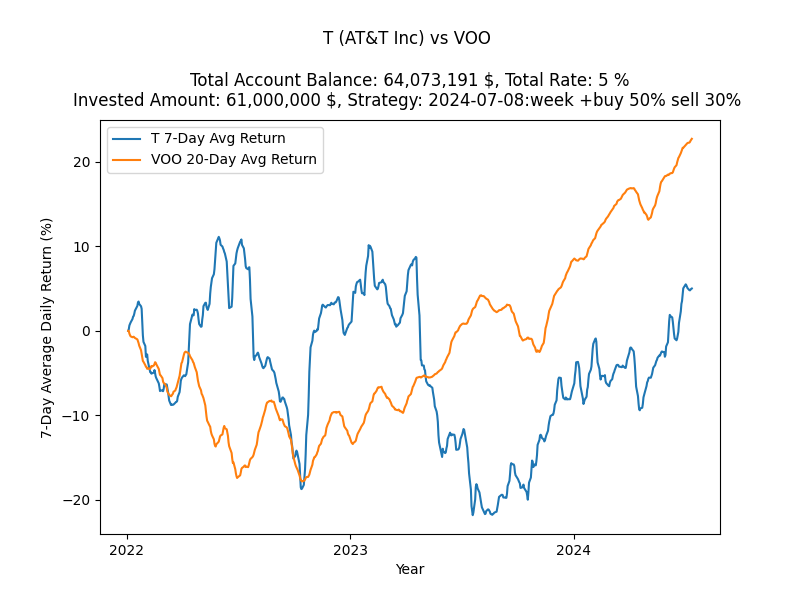 T (AT&T Inc) vs VOO
Total Account Balance: 64,073,191 $, Total Rate: 5 %
Invested Amount: 61,000,000 $, Strategy: 2024-07-08:week +buy 50% sell 30%
T 7-Day Avg Return
VOO 20-Day Avg Return
7-Day Average Daily Return (%)
20
10
0
−10
−20
2022
2023
2024
Year